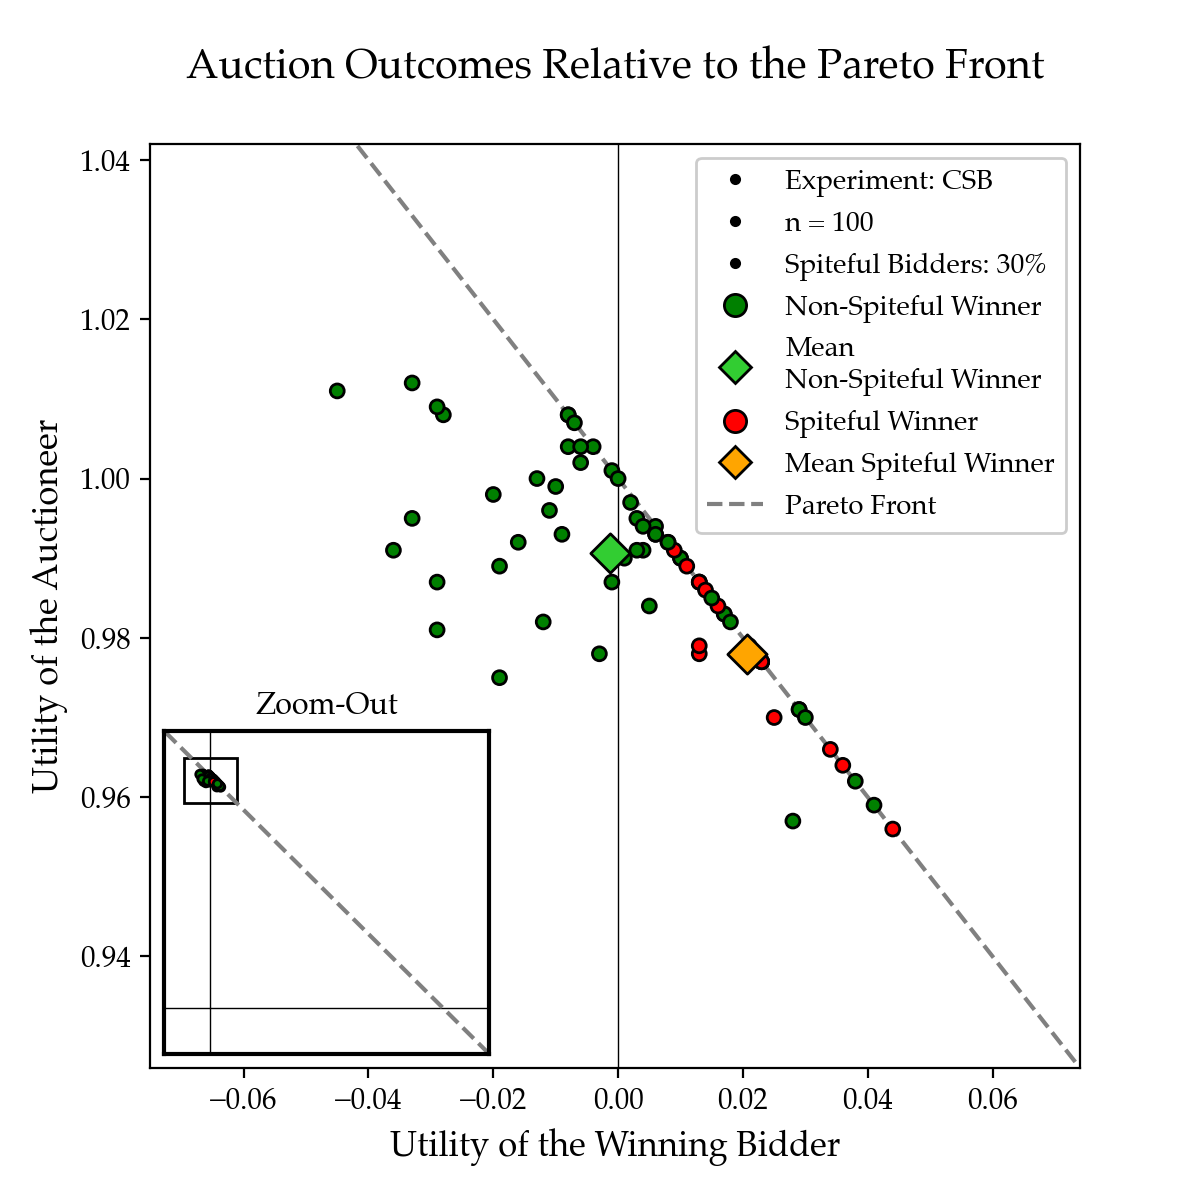 Auction Outcomes Relative to the Pareto Front
1.04
1.02
1.00
0.98
0.96
0.94
Utility of the Auctioneer
Experiment: CSB
n = 100
Spiteful Bidders: 30%
Non-Spiteful Winner
Mean
Non-Spiteful Winner
Spiteful Winner
Mean Spiteful Winner
Pareto Front
Zoom-Out
−0.06 −0.04 −0.02 0.00 0.02 0.04 0.06
Utility of the Winning Bidder